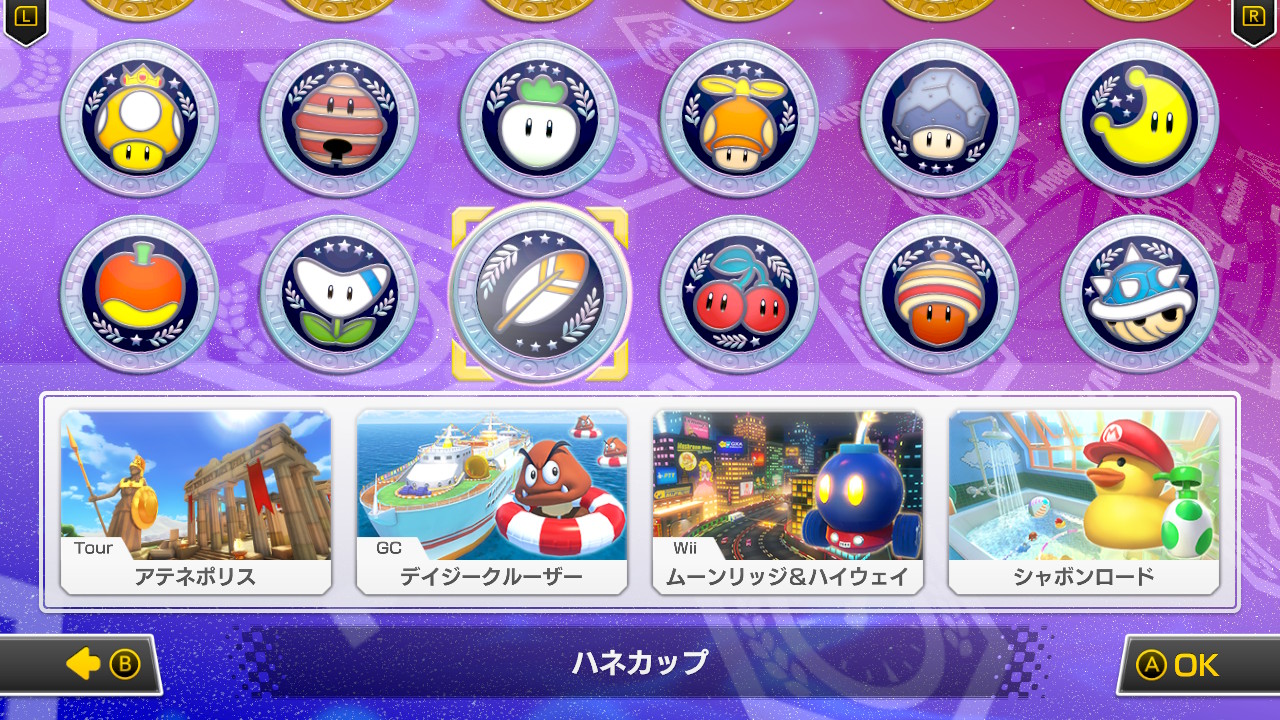 L
R
Tour
アテネポリス
GC
デイジークルーザー
Wii
ムーンリッジ&ハイウェイ
シャボンロード
B
ハネカップ
A OK